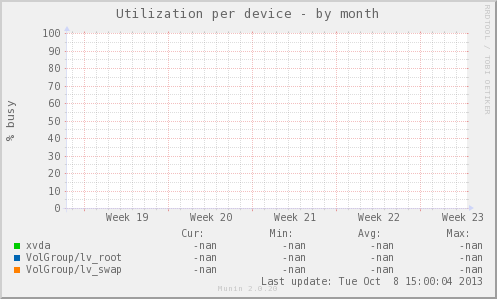 Utilization per device - by month
RRDTOOL / TOBI OETIKER
% busy
100
90
80
70
60
50
40
30
20
10
0
Week 19 Week 20 Week 21 Week 22 Week 23
Cur: Min: Avg: Max:
xvda -nan -nan -nan -nan
VolGroup/lv_root -nan -nan -nan -nan
VolGroup/lv_swap -nan -nan -nan -nan
Last update: Tue Oct 8 15:00:04 2013
Munin 2.0.20